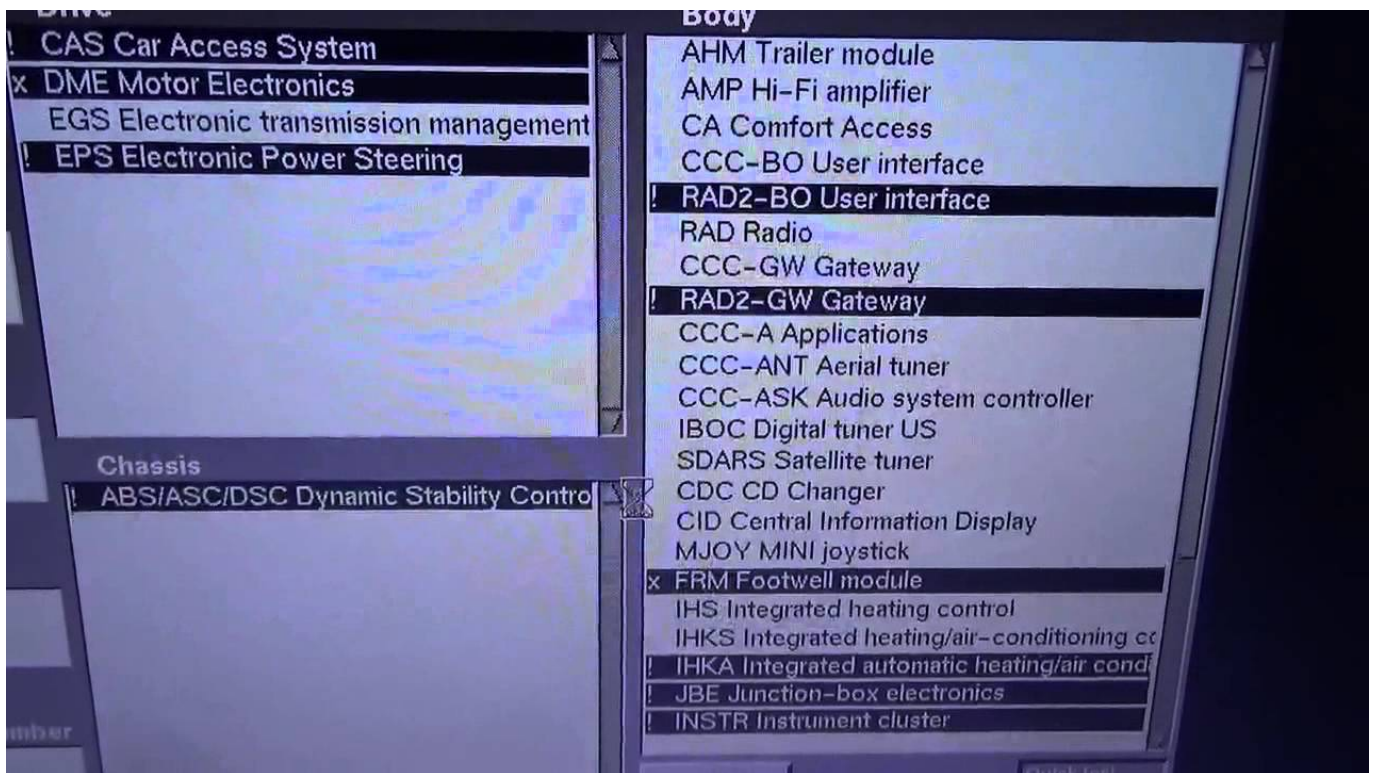 Drive
! CAS Car Access System
x DME Motor Electronics
EGS Electronic transmission management
! EPS Electronic Power Steering
Chassis
! ABS/ASC/DSC Dynamic Stability Contro
Body
AHM Trailer module
AMP Hi-Fi amplifier
CA Comfort Access
CCC-BO User interface
! RAD2-BO User interface
RAD Radio
CCC-GW Gateway
! RAD2-GW Gateway
CCC-A Applications
CCC-ANT Aerial tuner
CCC-ASK Audio system controller
IBOC Digital tuner US
SDARS Satellite tuner
CDC CD Changer
CID Central Information Display
MJOY MINI joystick
x FRM Footwell module
IHS Integrated heating control
IHKS Integrated heating/air-conditioning co
! IHKA Integrated automatic heating/air condi
! JBE Junction-box electronics
! INSTR Instrument cluster
mber